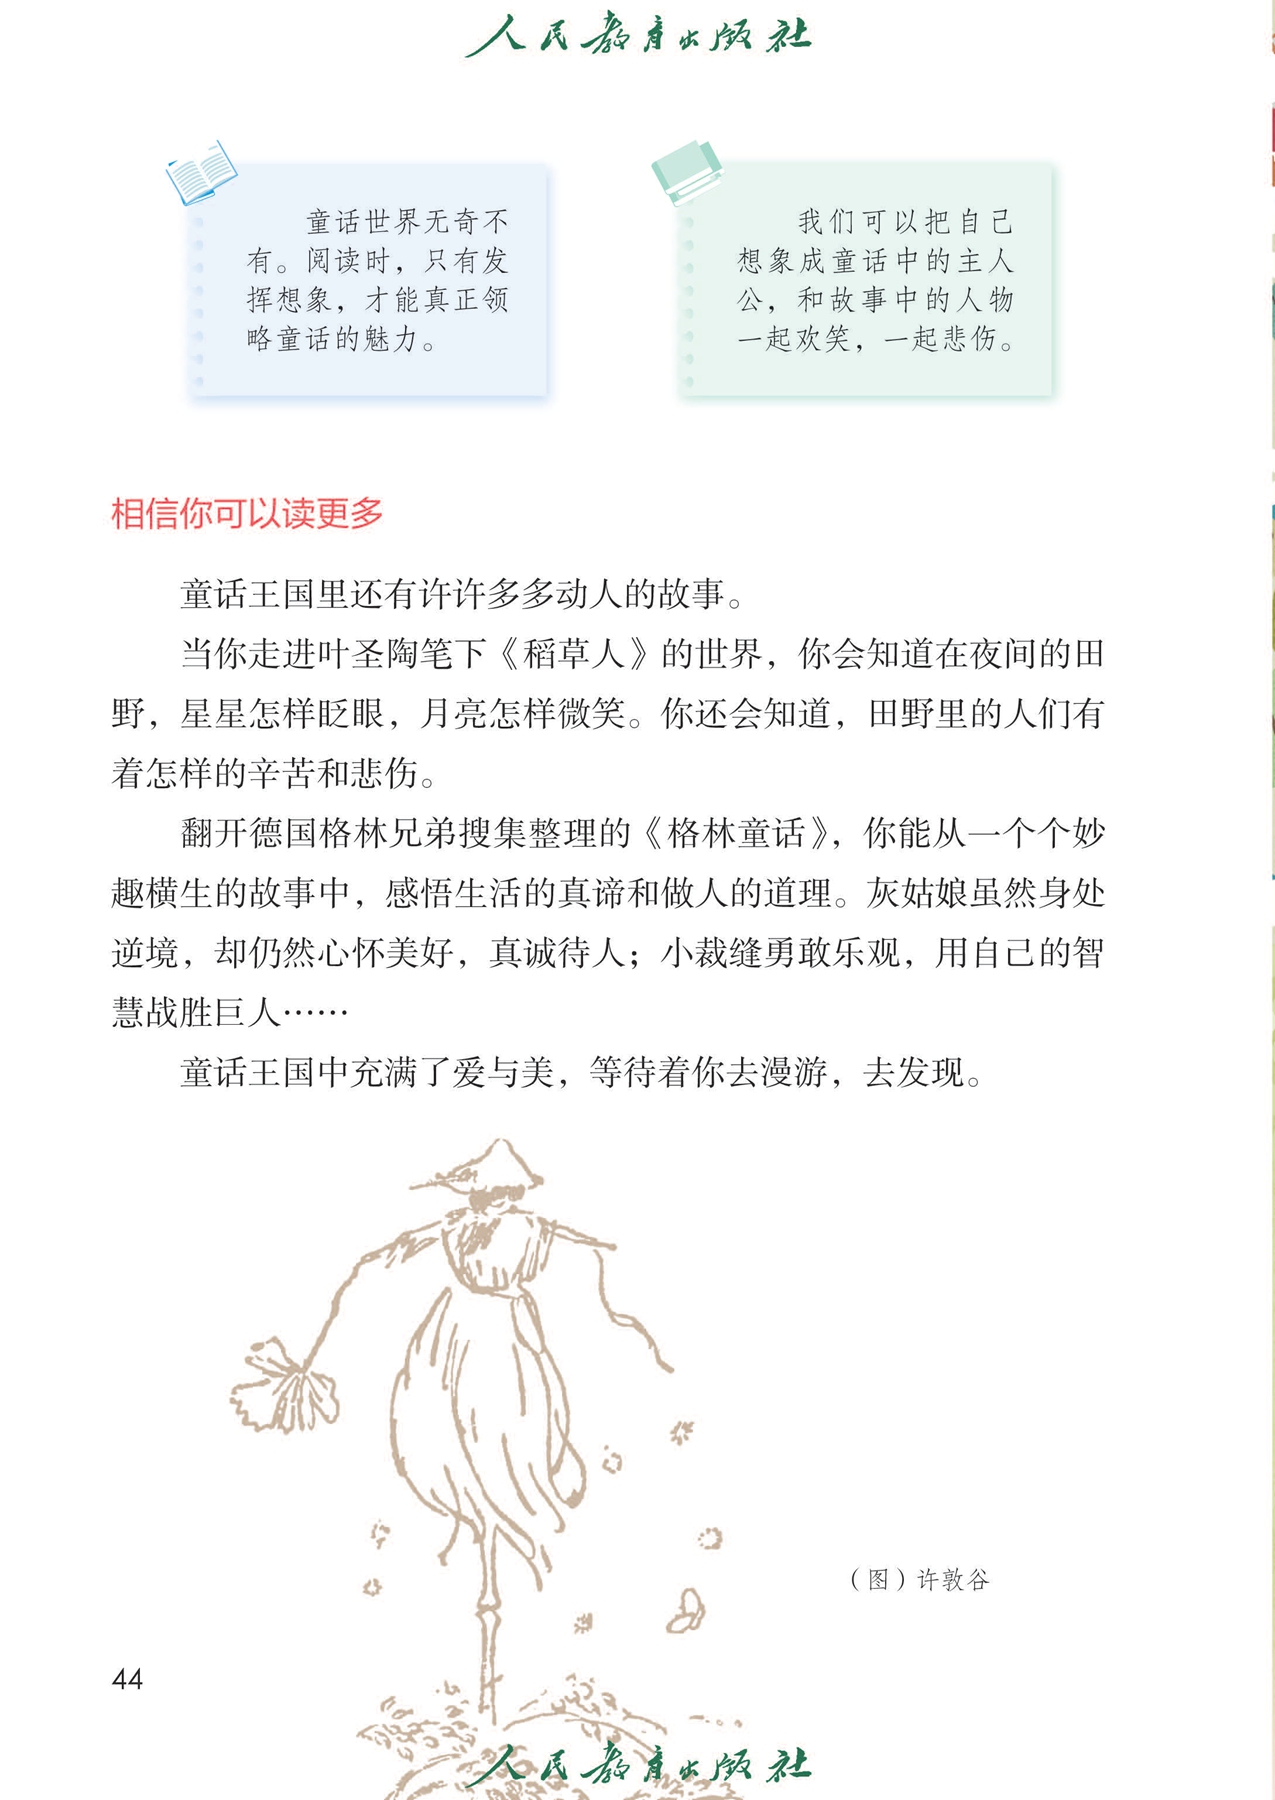 人民教育出版社
童话世界无奇不
有。阅读时，只有发
挥想象，才能真正领
略童话的魅力。
我们可以把自己
想象成童话中的主人
公，和故事中的人物
一起欢笑，一起悲伤。
相信你可以读更多
童话王国里还有许许多多动人的故事。
当你走进叶圣陶笔下《稻草人》的世界，你会知道在夜间的田
野，星星怎样眨眼，月亮怎样微笑。你还会知道，田野里的人们有
着怎样的辛苦和悲伤。
翻开德国格林兄弟搜集整理的《格林童话》，你能从一个个妙
趣横生的故事中，感悟生活的真谛和做人的道理。灰姑娘虽然身处
逆境，却仍然心怀美好，真诚待人；小裁缝勇敢乐观，用自己的智
慧战胜巨人……
童话王国中充满了爱与美，等待着你去漫游，去发现。
（图）许敦谷
44
人民教育出版社